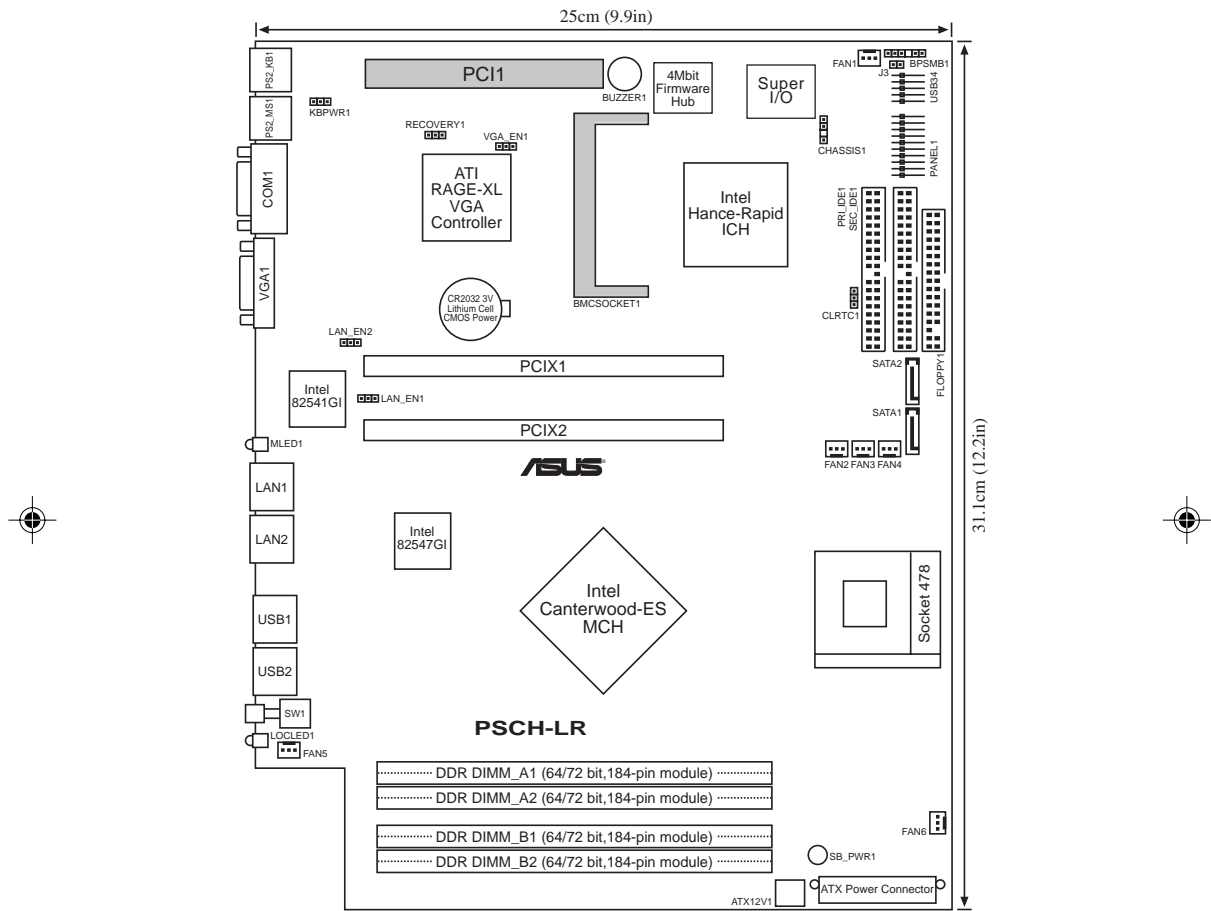 25cm (9.9in)
PS2_KB1
PCI1
BUZZER1
4Mbit
Firmware
Hub
Super
I/O
FAN1
BPSMB1
J3
USB34
PS2_MS1
KBPWR1
RECOVERY1
VGA_EN1
CHASSIS1
PANEL1
COM1
ATI
RAGE-XL
VGA
Controller
Intel
Hance-Rapid
ICH
PRI_IDE1
SEC_IDE1
VGA1
CR2032 3V
Lithium Cell
CMOS Power
BMCSOCKET1
CLRTC1
FLOPPY1
LAN_EN2
PCIX1
SATA2
Intel
82541GI
LAN_EN1
SATA1
PCIX2
MLED1
FAN2 FAN3 FAN4
31.1cm (12.2in)
ASUS
LAN1
LAN2
Intel
82547GI
Intel
Canterwood-ES
MCH
Socket 478
USB1
USB2
SW1
PSCH-LR
LOCLED1
FAN5
DDR DIMM_A1 (64/72 bit,184-pin module)
DDR DIMM_A2 (64/72 bit,184-pin module)
DDR DIMM_B1 (64/72 bit,184-pin module)
DDR DIMM_B2 (64/72 bit,184-pin module)
FAN6
SB_PWR1
ATX12V1
ATX Power Connector